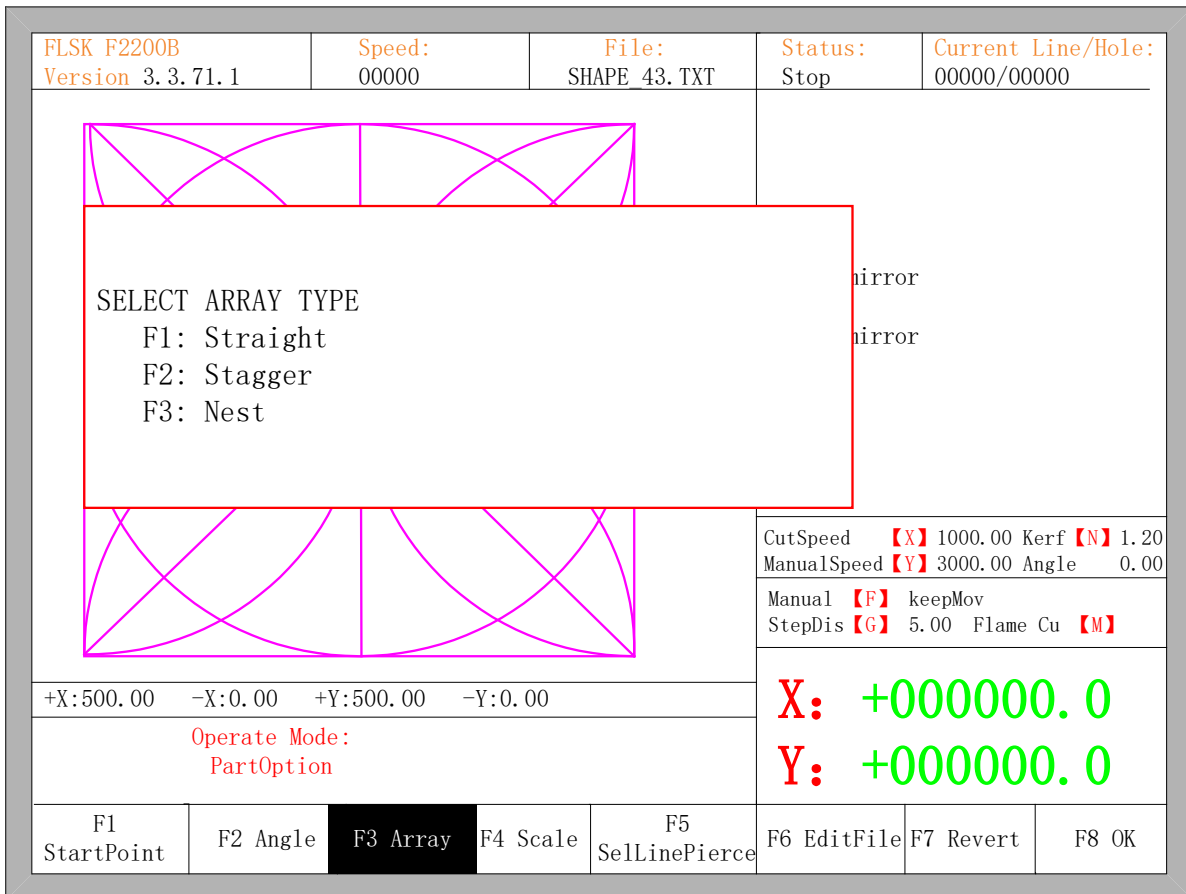 FLSK F2200B
Version 3.3.71.1
Speed:
00000
File:
SHAPE_43.TXT
Status:
Stop
Current Line/Hole:
00000/00000
SELECT ARRAY TYPE
F1: Straight
F2: Stagger
F3: Nest
mirror
mirror
CutSpeed 【X】 1000.00 Kerf【N】 1.20
ManualSpeed【Y】 3000.00 Angle 0.00
Manual 【F】 keepMov
StepDis【G】 5.00 Flame Cu 【M】
+X:500.00 -X:0.00 +Y:500.00 -Y:0.00
Operate Mode:
PartOption
X: +000000.0
Y: +000000.0
F1
StartPoint
F2 Angle
F3 Array
F4 Scale
F5
SelLinePierce
F6 EditFile
F7 Revert
F8 OK